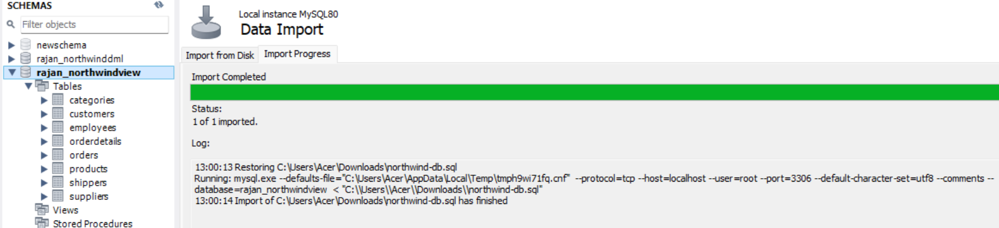 SCHEMAS
Filter objects
newschema
rajan_northwinddml
rajan_northwindview
Tables
categories
customers
employees
orderdetails
orders
products
shippers
suppliers
Views
Stored Procedures
Local instance MySQL80
Data Import
Import from Disk
Import Progress
Import Completed
Status:
1 of 1 imported.
Log:
13:00:13 Restoring C:\Users\Acer\Downloads\northwind-db.sql
Running: mysql.exe --defaults-file="C:\Users\Acer\AppData\Local\Temp\tmph9wi71fq.cnf"  --protocol=tcp --host=localhost --user=root --port=3306 --default-character-set=utf8 --comments --
database=rajan_northwindview  < "C:\\Users\\Acer\\Downloads\\northwind-db.sql"
13:00:14 Import of C:\Users\Acer\Downloads\northwind-db.sql has finished